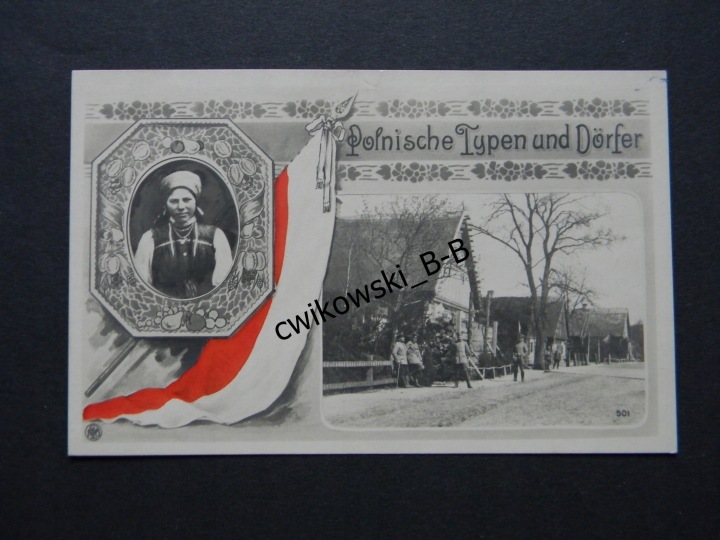 Polnische Typen und Dörfer
cwikowski_B-B
501